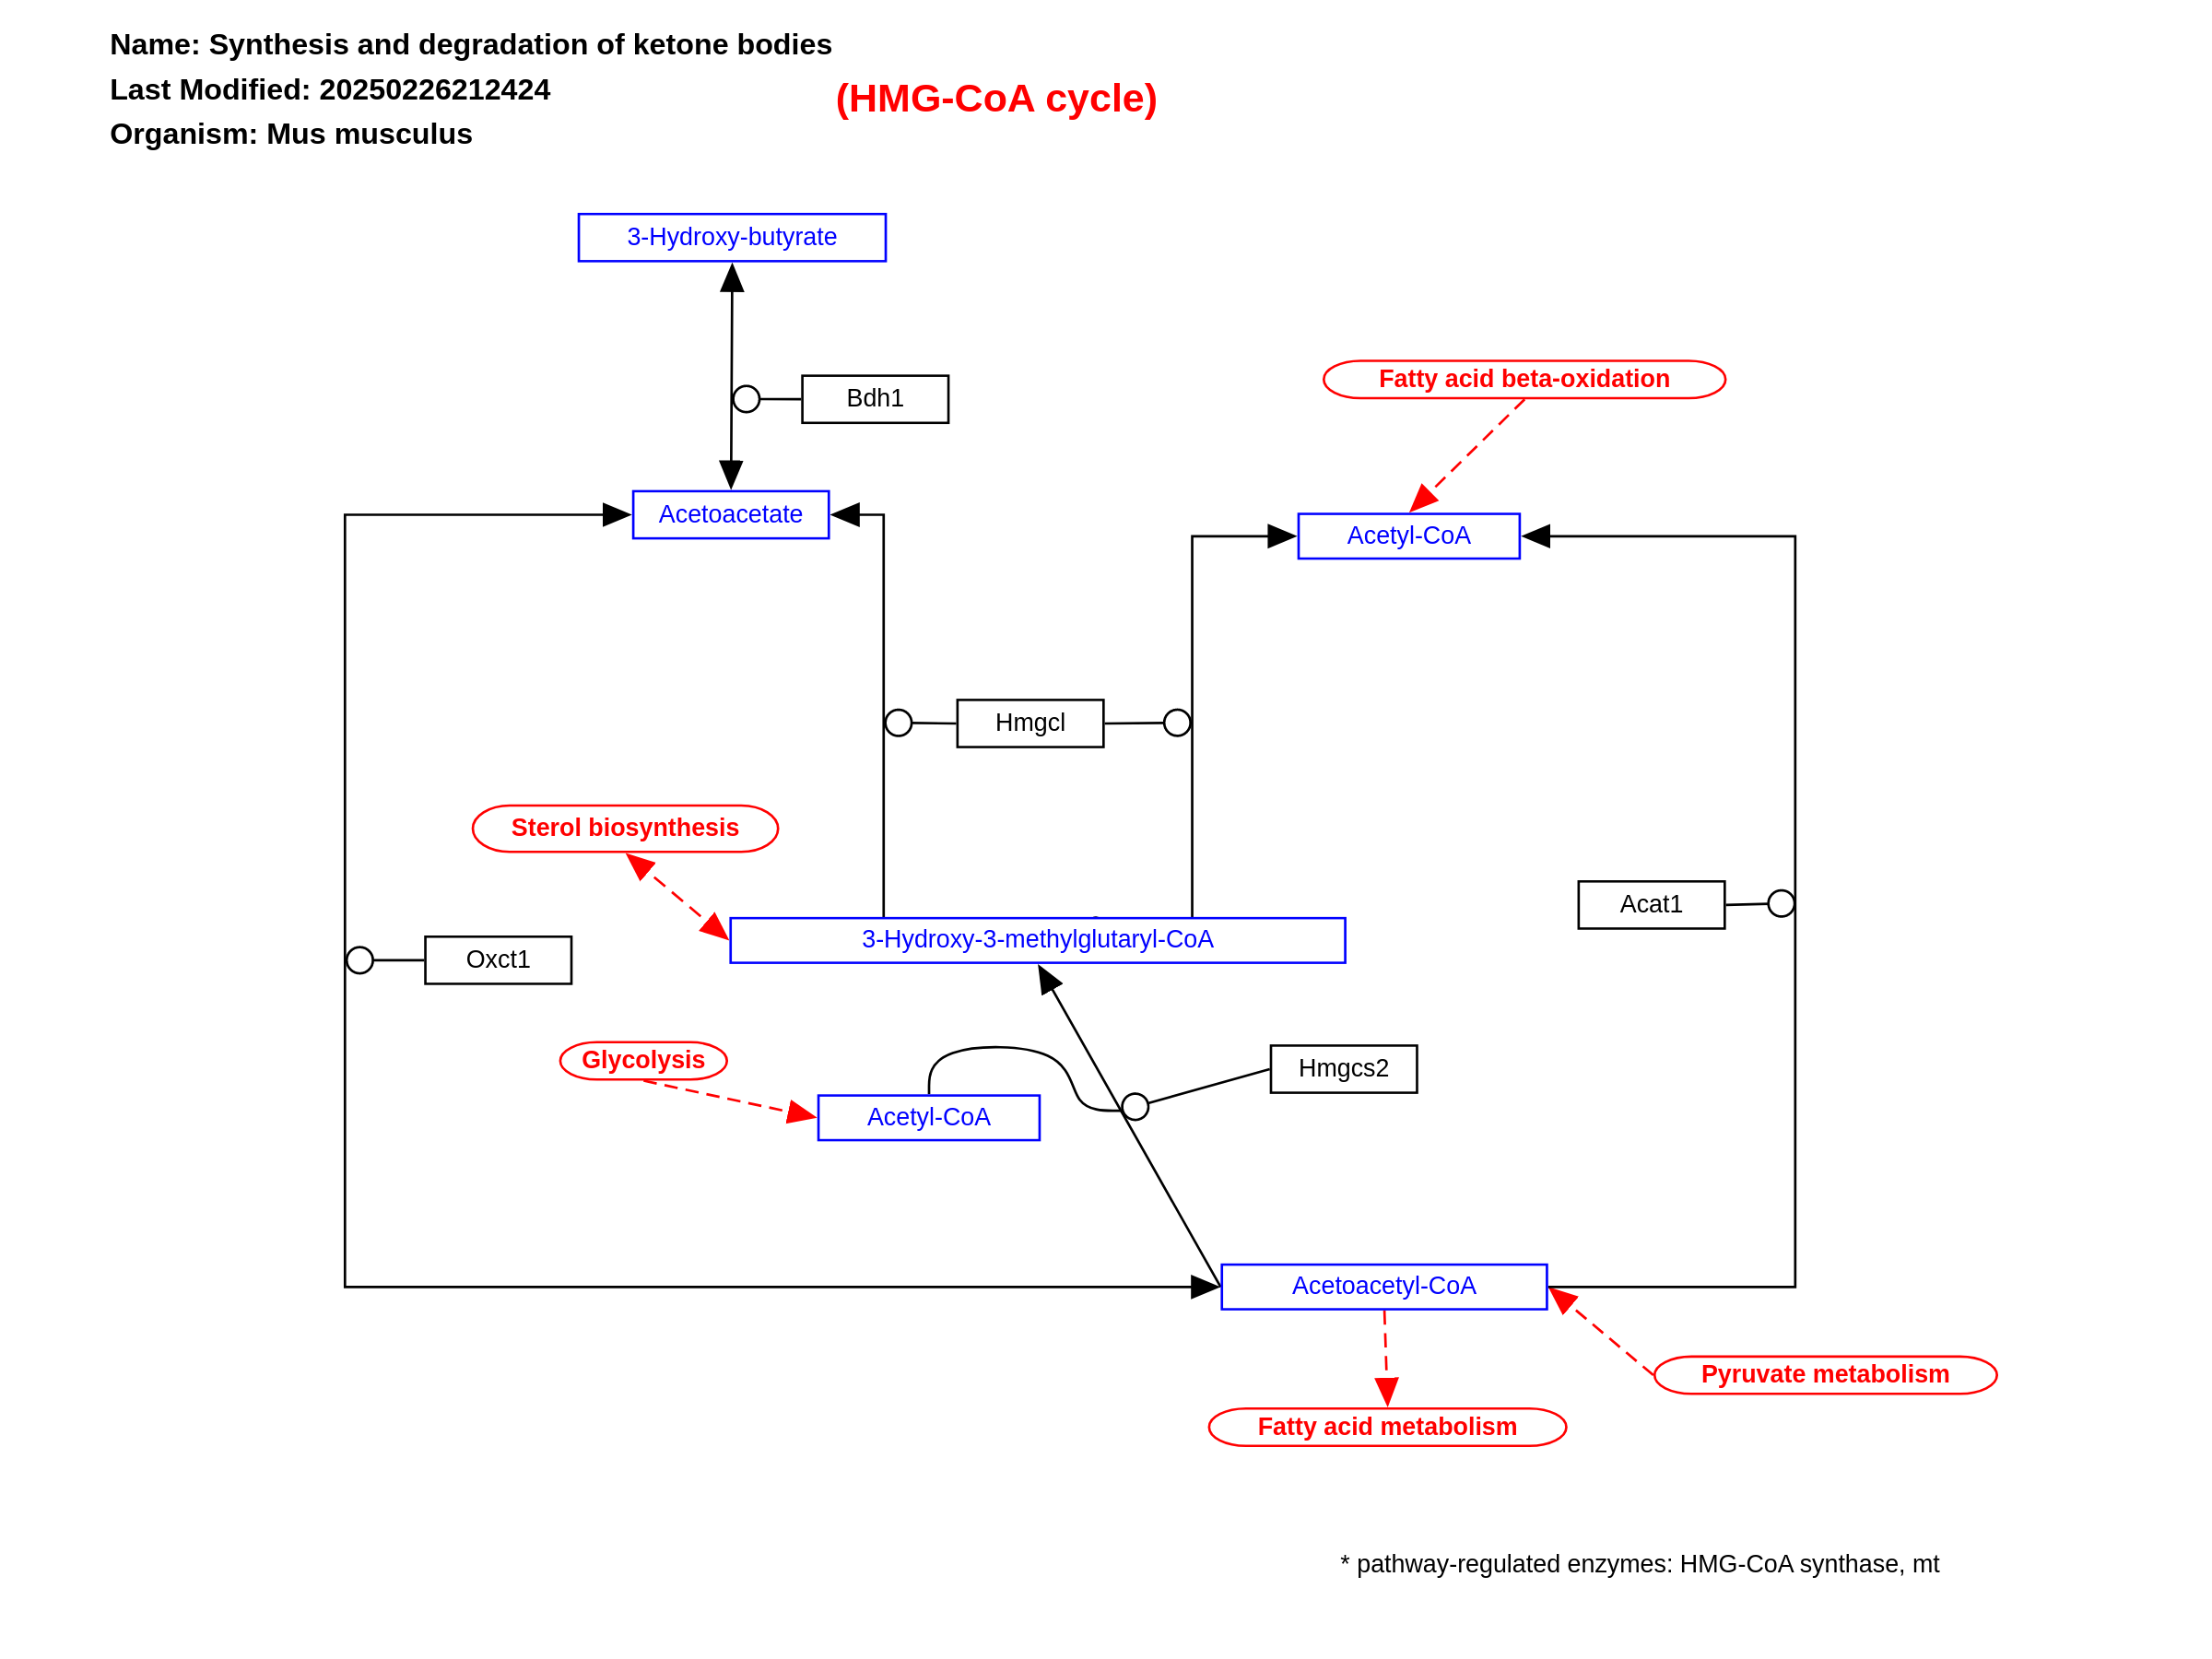 Name: Synthesis and degradation of ketone bodies
Last Modified: 20250226212424
(HMG-CoA cycle)
Organism: Mus musculus
3-Hydroxy-butyrate
Fatty acid beta-oxidation
Bdh1
Acetoacetate
Acetyl-CoA
Hmgcl
Sterol biosynthesis
Acat1
3-Hydroxy-3-methylglutaryl-CoA
Oxct1
Glycolysis
Hmgcs2
Acetyl-CoA
Acetoacetyl-CoA
Pyruvate metabolism
Fatty acid metabolism
* pathway-regulated enzymes: HMG-CoA synthase, mt